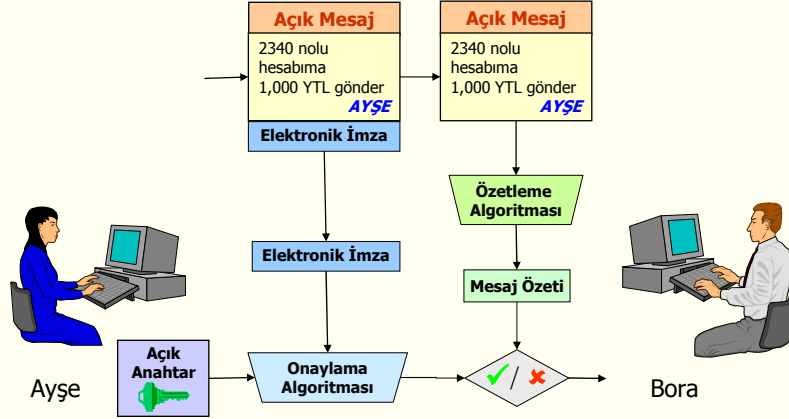 Açık Mesaj
2340 nolu
hesabıma
1,000 YTL gönder
AYŞE
Elektronik İmza
Açık Mesaj
2340 nolu
hesabıma
1,000 YTL gönder
AYŞE
Özetleme
Algoritması
Elektronik İmza
Mesaj Özeti
Ayşe
Açık
Anahtar
Onaylama
Algoritması
✓/ ✘
Bora